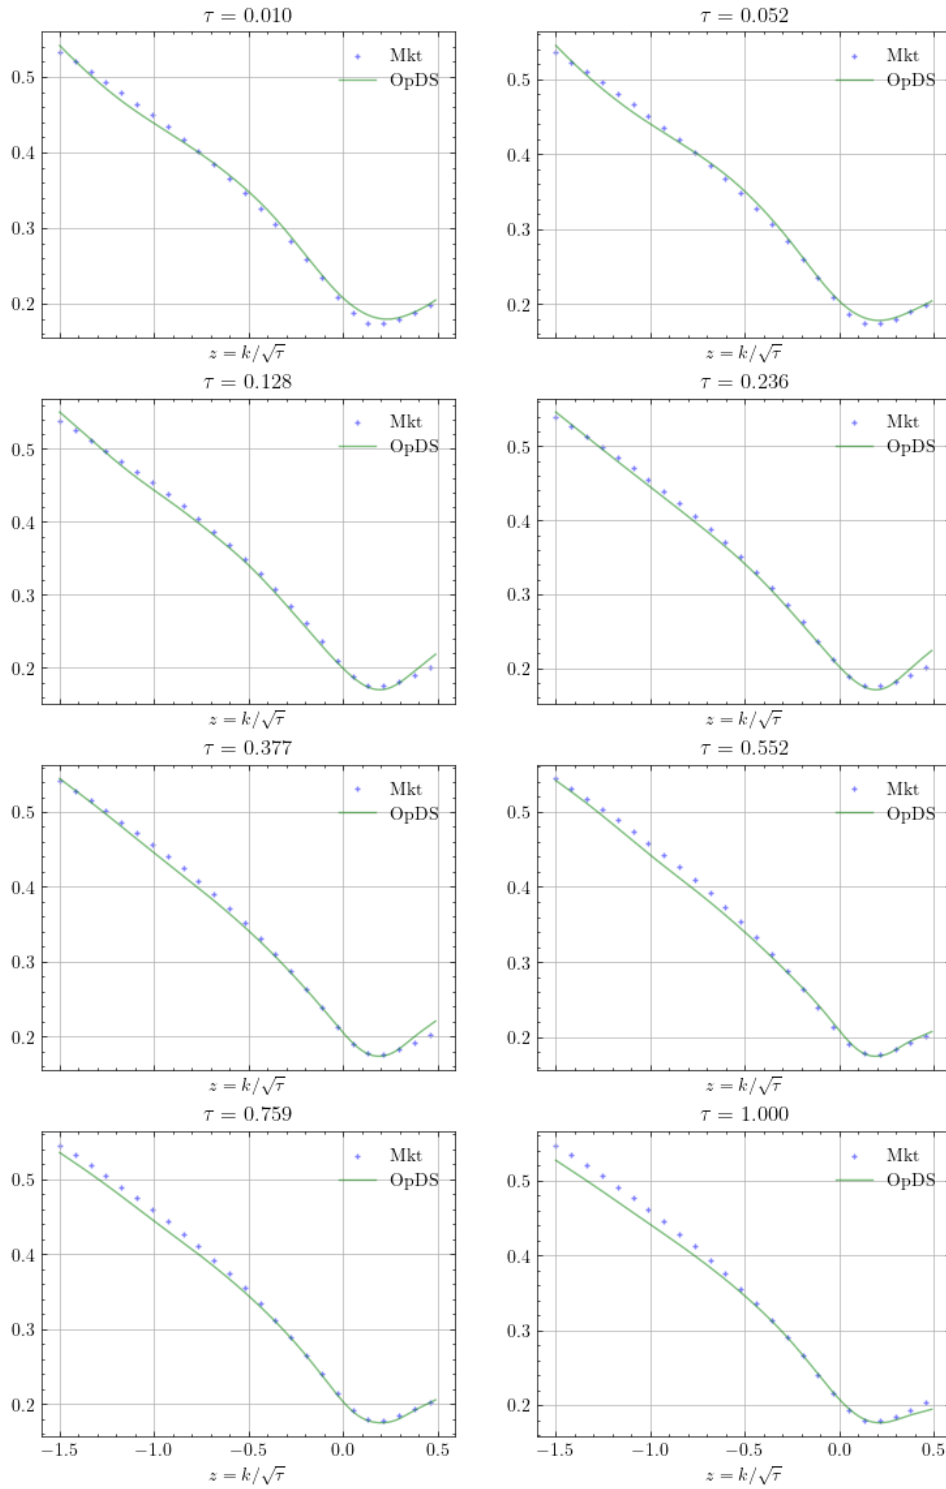 τ = 0.010
Mkt
OpDS
0.5
0.4
0.3
0.2
z = k/√τ
τ = 0.052
Mkt
OpDS
0.5
0.4
0.3
0.2
z = k/√τ
τ = 0.128
Mkt
OpDS
0.5
0.4
0.3
0.2
z = k/√τ
τ = 0.236
Mkt
OpDS
0.5
0.4
0.3
0.2
z = k/√τ
τ = 0.377
Mkt
OpDS
0.5
0.4
0.3
0.2
z = k/√τ
τ = 0.552
Mkt
OpDS
0.5
0.4
0.3
0.2
z = k/√τ
τ = 0.759
Mkt
OpDS
0.5
0.4
0.3
0.2
−1.5 −1.0 −0.5 0.0 0.5
z = k/√τ
τ = 1.000
Mkt
OpDS
0.5
0.4
0.3
0.2
−1.5 −1.0 −0.5 0.0 0.5
z = k/√τ